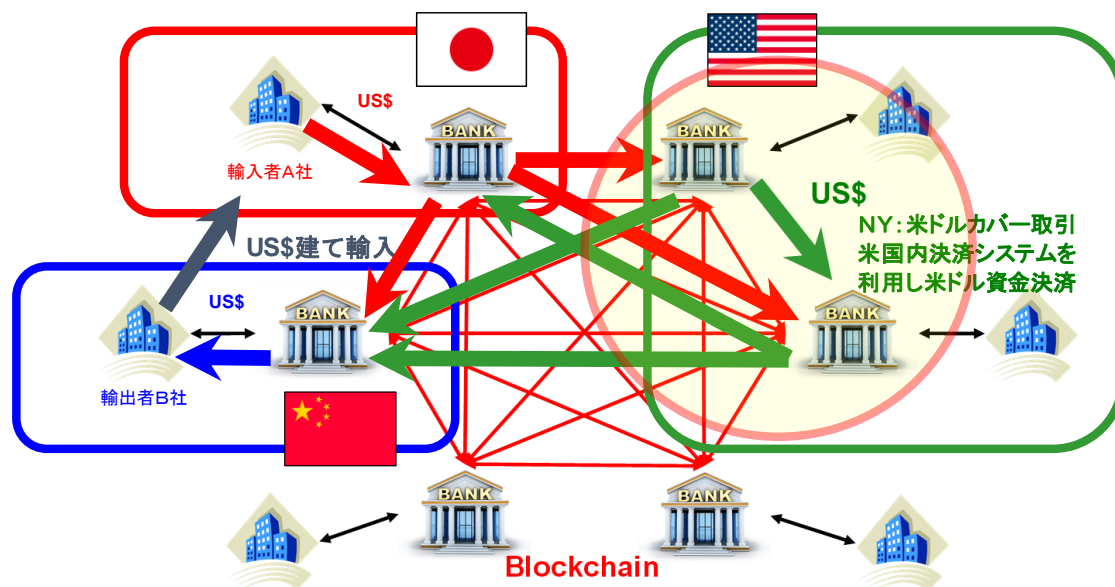 US$
BANK
BANK
輸入者A社
US$
NY：米ドルカバー取引
米国内決済システムを
利用し米ドル資金決済
US$建て輸入
US$
BANK
BANK
輸出者B社
BANK
BANK
Blockchain